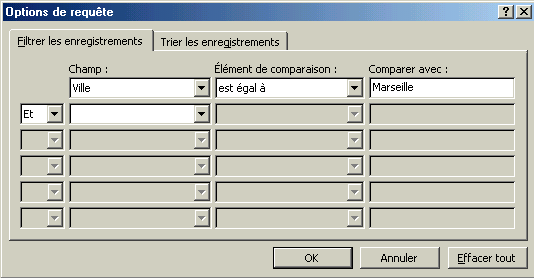 Options de requête
Filtrer les enregistrements Trier les enregistrements
Champ : Élément de comparaison : Comparer avec :
Ville est égal à Marseille
Et
OK Annuler Effacer tout